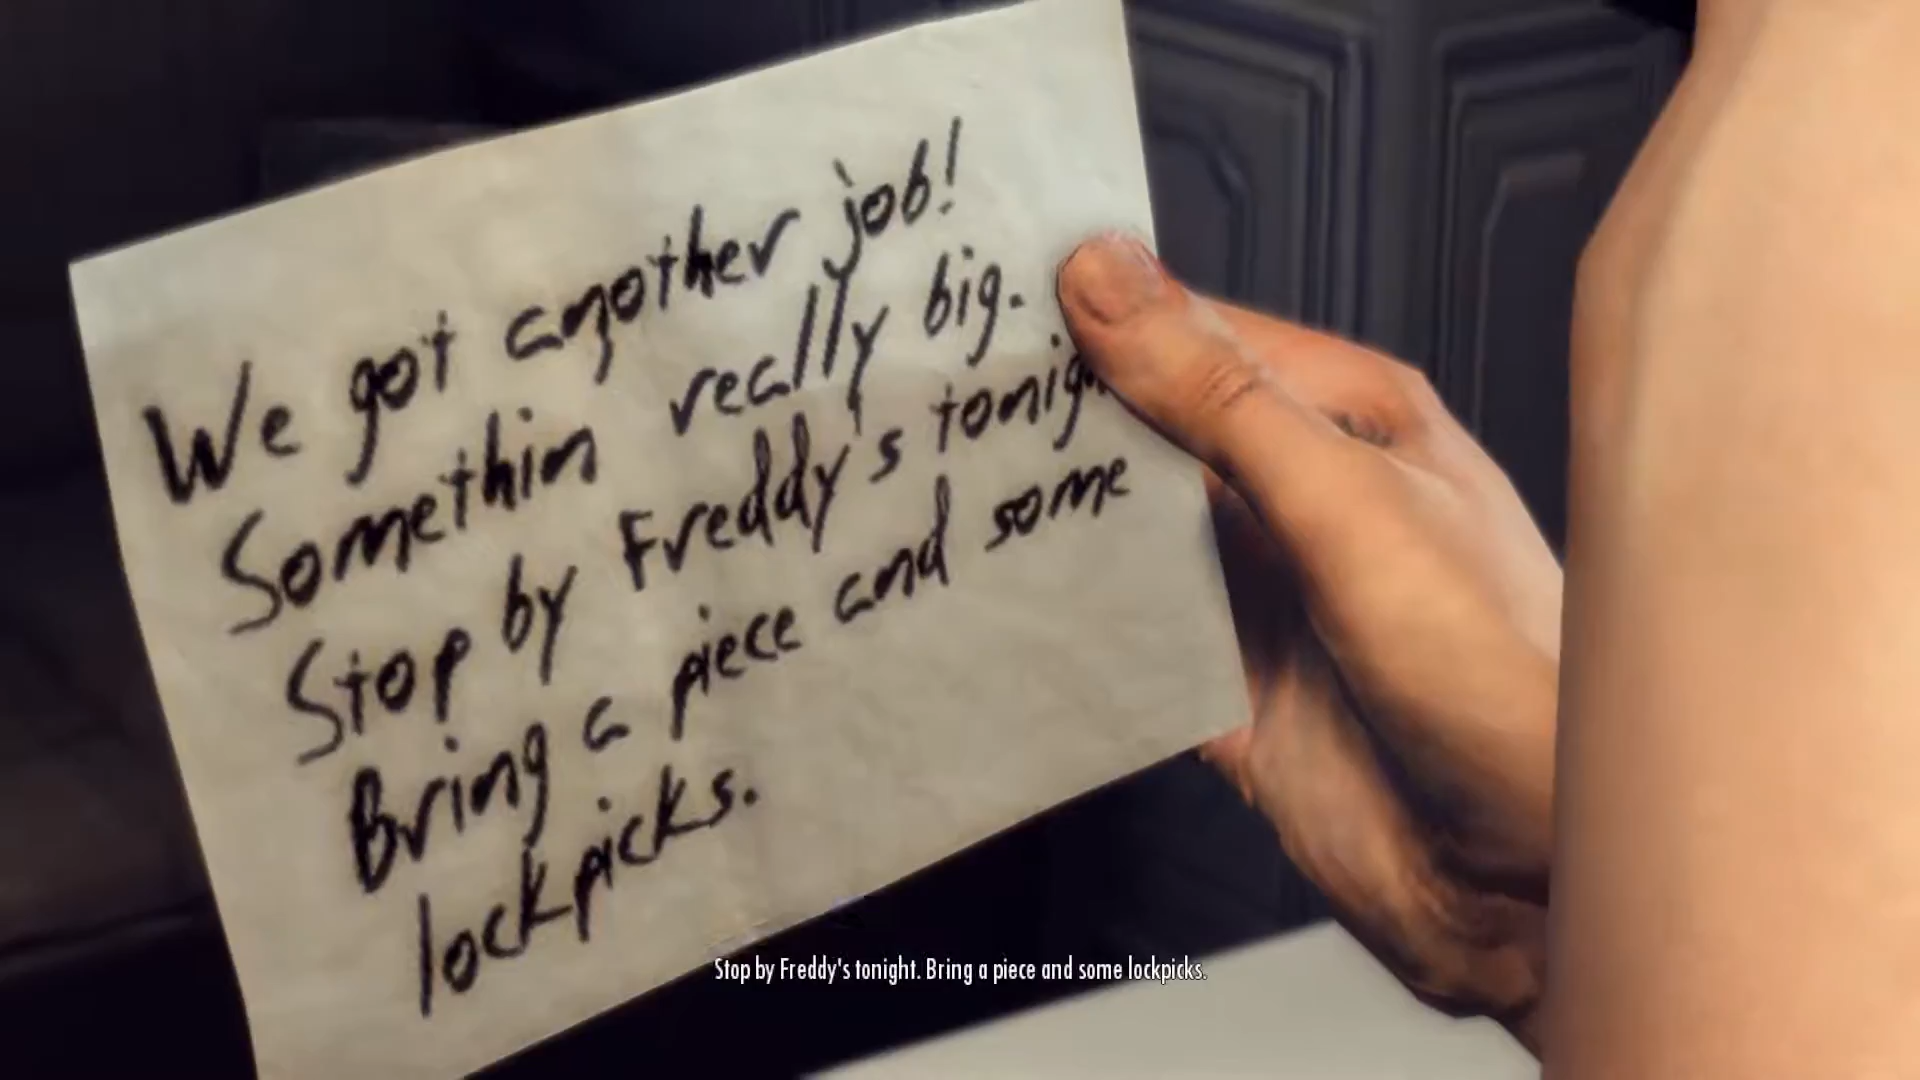 We got another job!
Somethin really big.
Stop by Freddy's tonigh
Bring a piece and some
lockpicks.
Stop by Freddy's tonight. Bring a piece and some lockpicks.